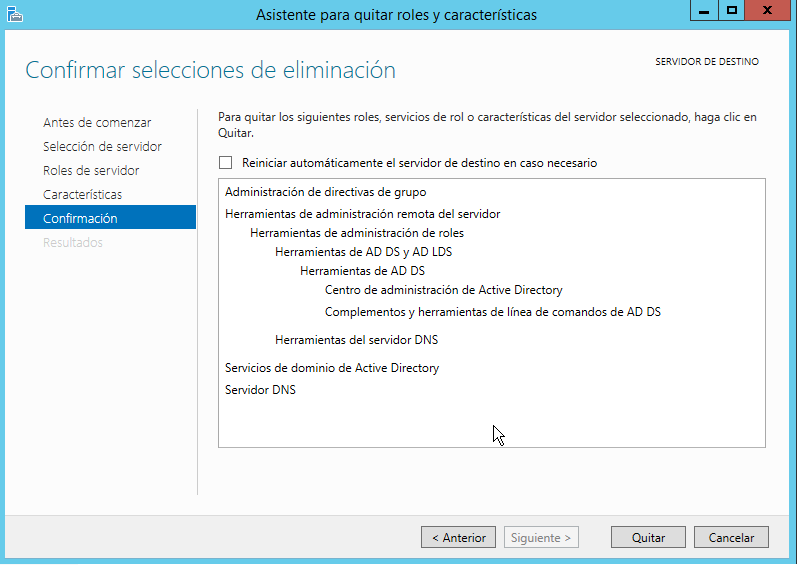 Asistente para quitar roles y características
Confirmar selecciones de eliminación
SERVIDOR DE DESTINO
Antes de comenzar
Selección de servidor
Roles de servidor
Características
Confirmación
Resultados
Para quitar los siguientes roles, servicios de rol o características del servidor seleccionado, haga clic en
Quitar.
Reiniciar automáticamente el servidor de destino en caso necesario
Administración de directivas de grupo
Herramientas de administración remota del servidor
Herramientas de administración de roles
Herramientas de AD DS y AD LDS
Herramientas de AD DS
Centro de administración de Active Directory
Complementos y herramientas de línea de comandos de AD DS
Herramientas del servidor DNS
Servicios de dominio de Active Directory
Servidor DNS
< Anterior
Siguiente >
Quitar
Cancelar